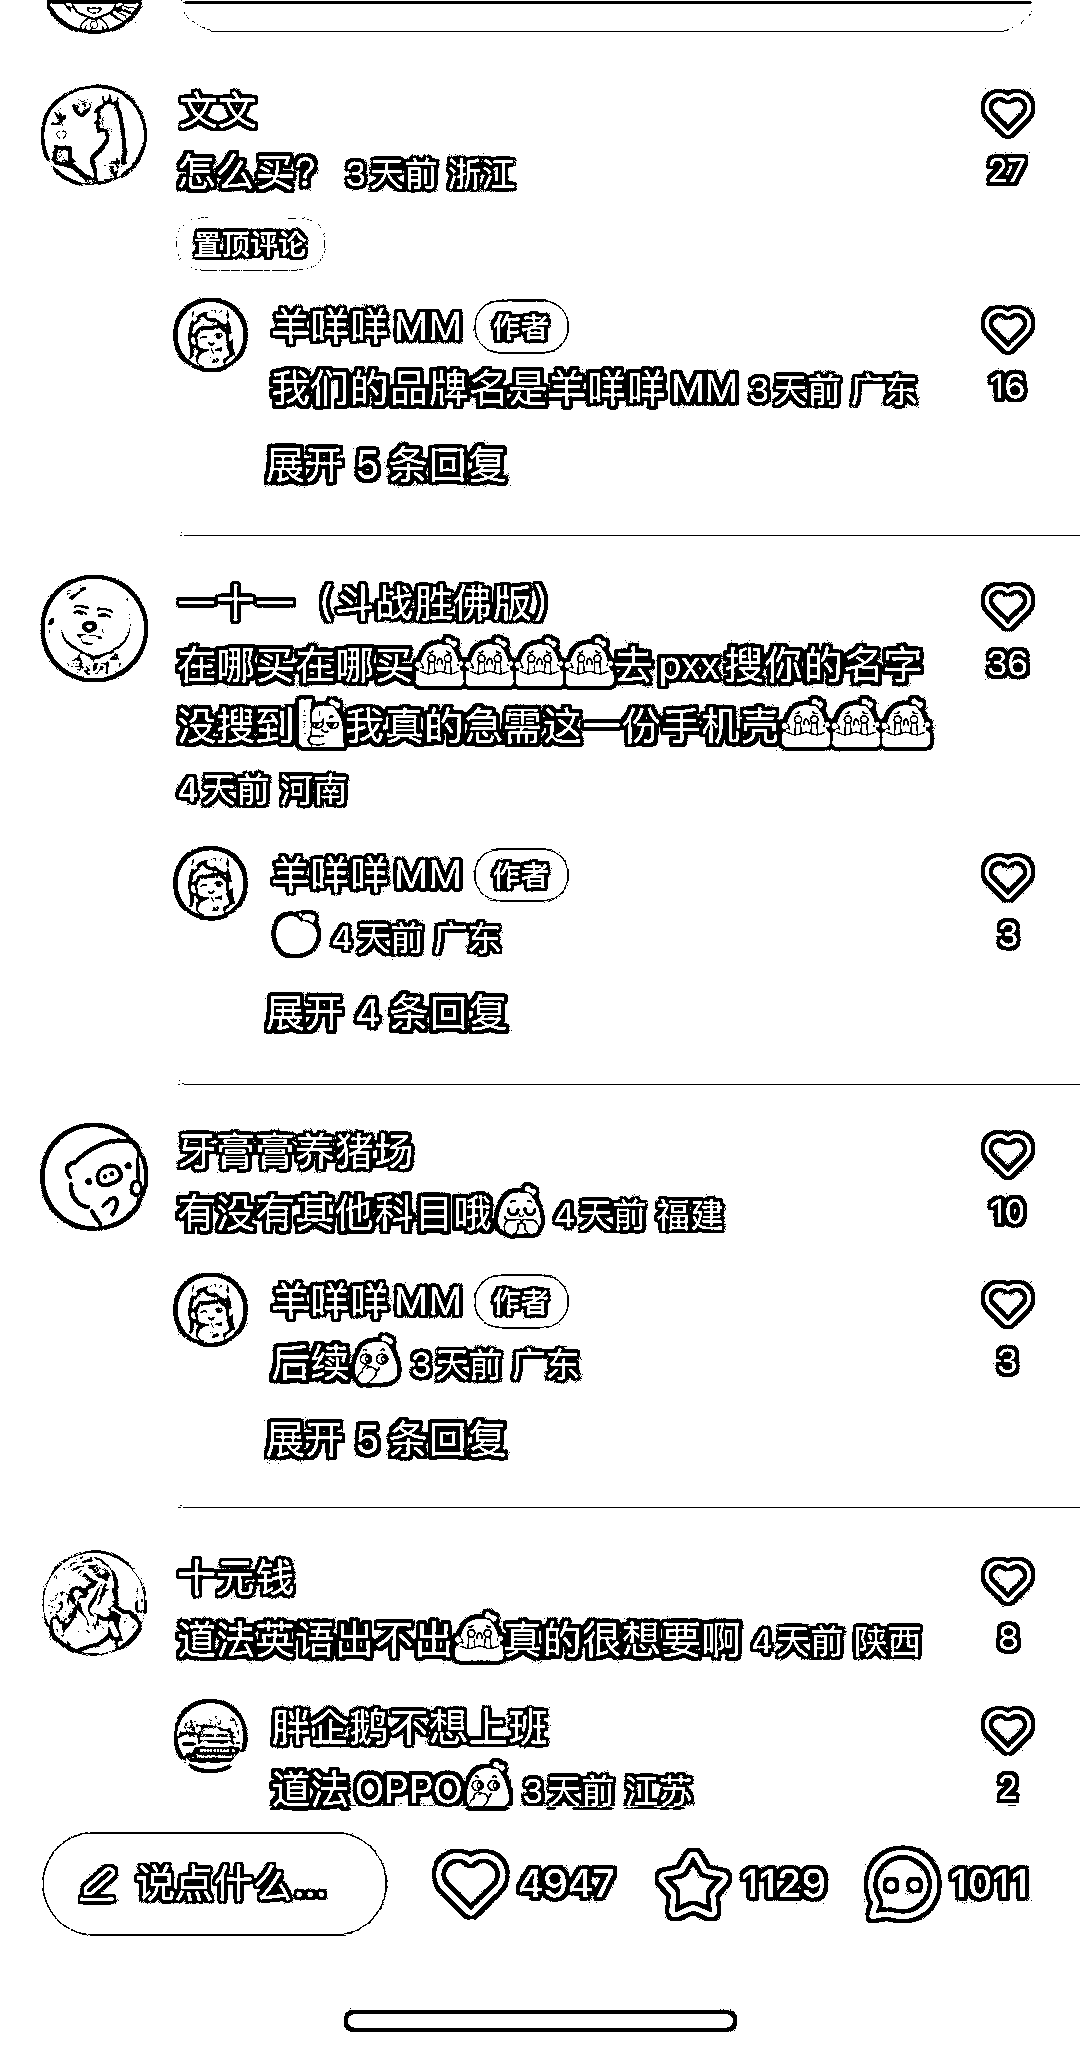 文文
27
怎么买? 3天前 浙江
置顶评论
羊咩咩MM 作者
我们的品牌名是羊咩咩MM 3天前 广东
16
展开 5 条回复
一十一（斗战胜佛版）
在哪买在哪买去pxx搜你的名字
36
没搜到我真的急需这一份手机壳
4天前 河南
羊咩咩MM 作者
4天前 广东
3
展开 4 条回复
牙膏膏养猪场
有没有其他科目哦 4天前 福建
10
羊咩咩MM 作者
后续 3天前 广东
3
展开 5 条回复
十元钱
道法英语出不出真的很想要啊 4天前 陕西
8
胖企鹅不想上班
道法OPPO 3天前 江苏
2
说点什么... 4947 1129 1011